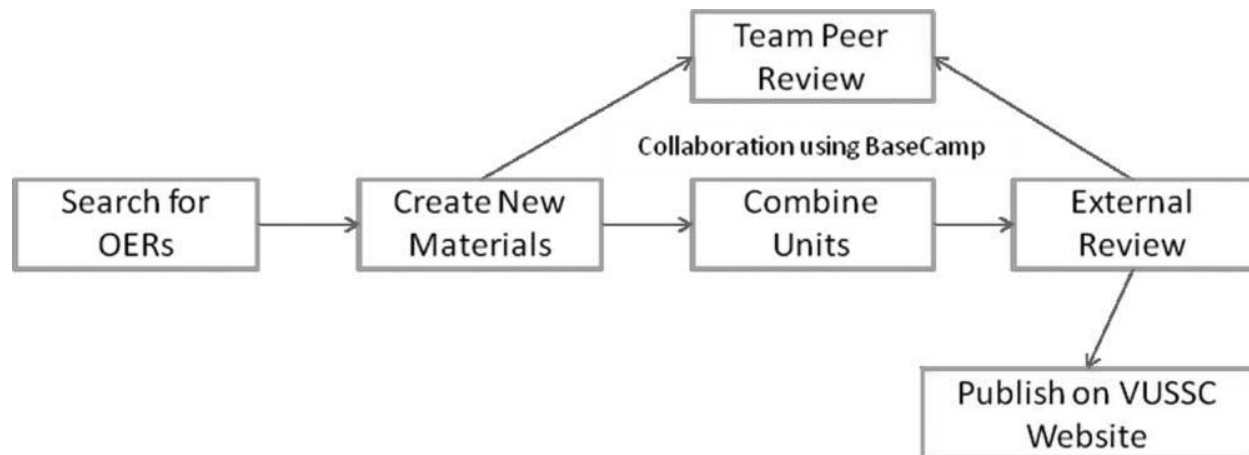 Team Peer
Review
Collaboration using BaseCamp
Search for
OERs
Create New
Materials
Combine
Units
External
Review
Publish on VUSSC
Website